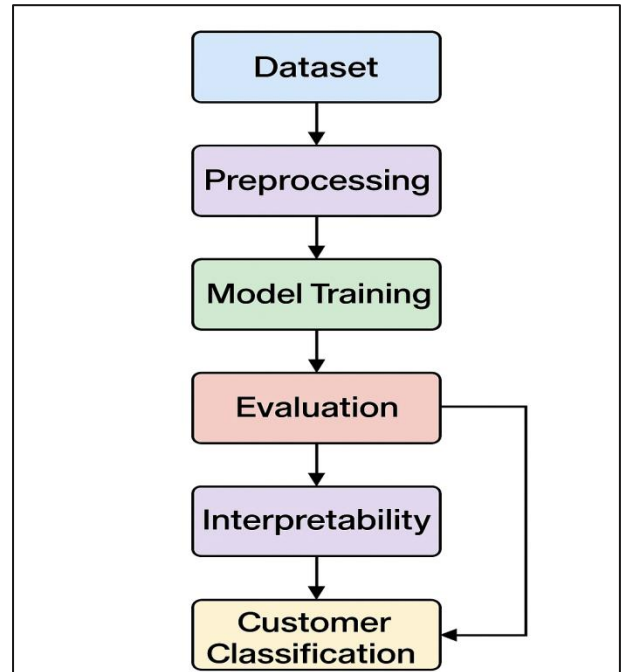 Dataset
Preprocessing
Model Training
Evaluation
Interpretability
Customer
Classification